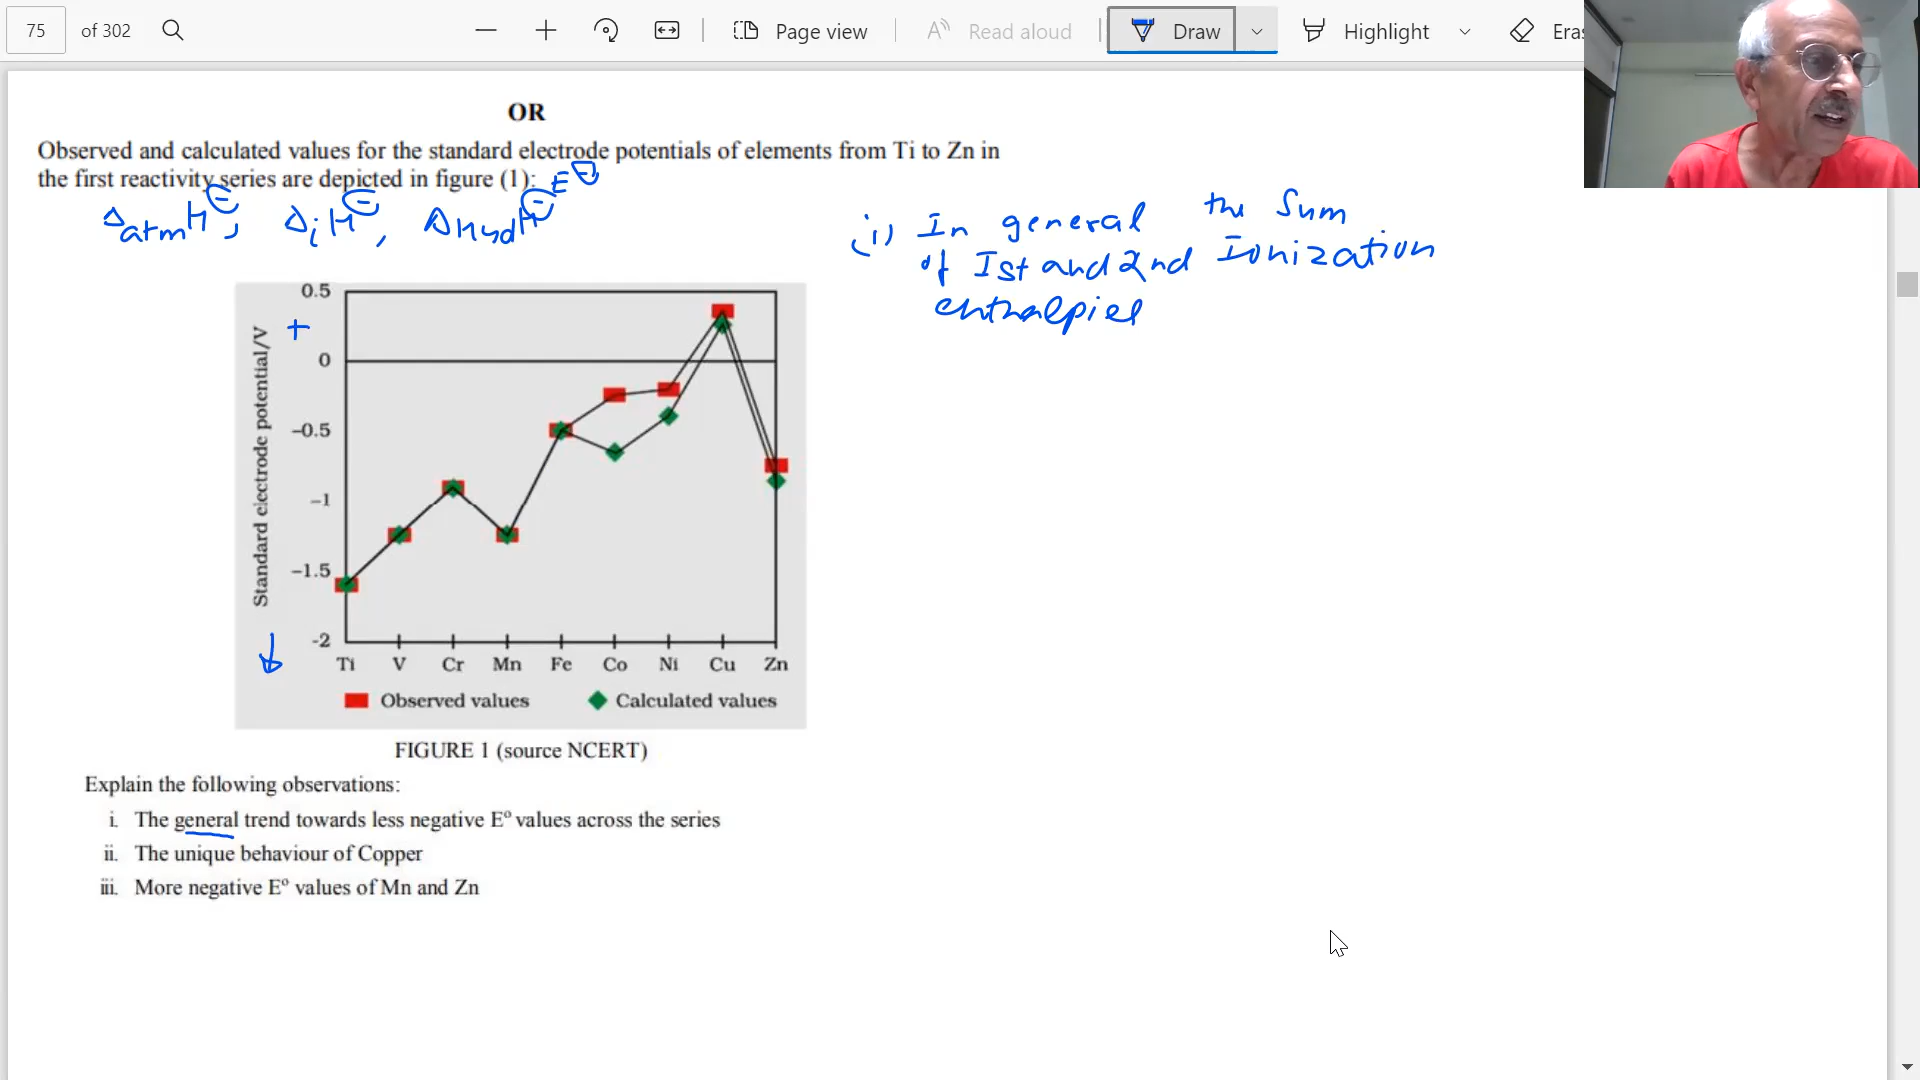 75 of 302 Page view Read aloud Draw Highlight Eras
OR
Observed and calculated values for the standard electrode potentials of elements from Ti to Zn in
the first reactivity series are depicted in figure (1):
E⊖
ΔatmH⊖, ΔiH⊖, ΔHydH⊖
(i) In general the Sum
of Ist and 2nd Ionization
enthalpies
Standard electrode potential/V
+
0.5
0
−0.5
−1
−1.5
-2
Ti V Cr Mn Fe Co Ni Cu Zn
Observed values Calculated values
FIGURE 1 (source NCERT)
Explain the following observations:
i. The general trend towards less negative Eº values across the series
ii. The unique behaviour of Copper
iii. More negative Eº values of Mn and Zn